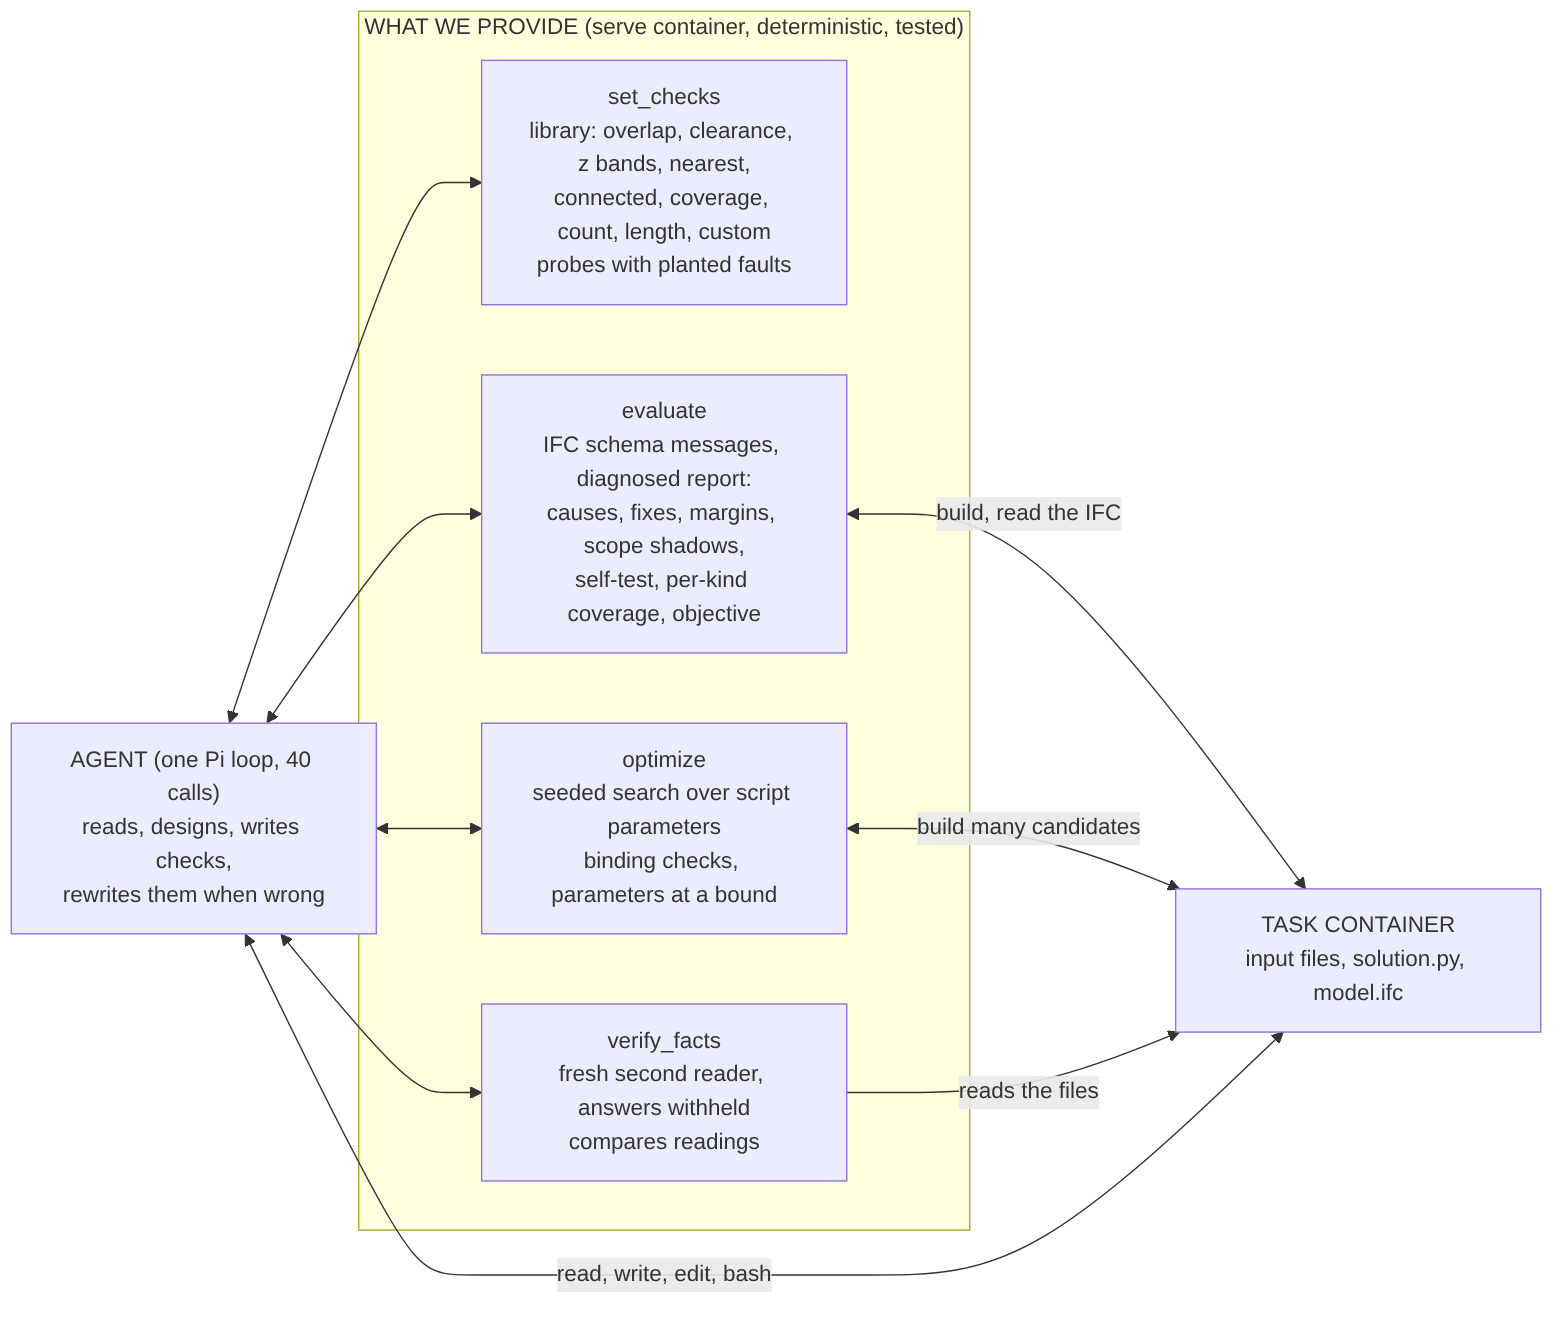 WHAT WE PROVIDE (serve container, deterministic, tested)
set_checks
library: overlap, clearance,
z bands, nearest,
connected, coverage,
count, length, custom
probes with planted faults
evaluate
IFC schema messages,
diagnosed report:
causes, fixes, margins,
scope shadows,
self-test, per-kind
coverage, objective
build, read the IFC
AGENT (one Pi loop, 40
calls)
reads, designs, writes
checks,
rewrites them when wrong
optimize
seeded search over script
parameters
binding checks,
parameters at a bound
build many candidates
TASK CONTAINER
input files, solution.py,
model.ifc
verify_facts
fresh second reader,
answers withheld
compares readings
reads the files
read, write, edit, bash